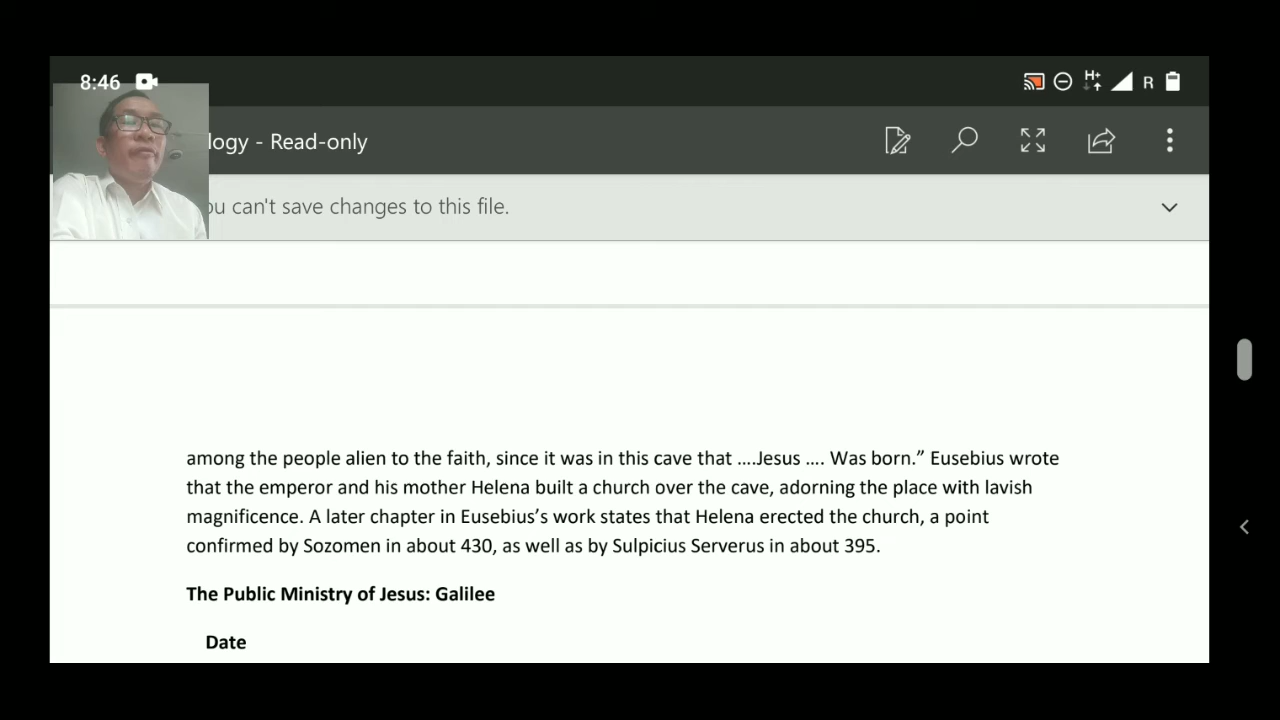 8:46
H+
R
logy - Read-only
ou can't save changes to this file.
among the people alien to the faith, since it was in this cave that ....Jesus .... Was born.” Eusebius wrote
that the emperor and his mother Helena built a church over the cave, adorning the place with lavish
magnificence. A later chapter in Eusebius’s work states that Helena erected the church, a point
confirmed by Sozomen in about 430, as well as by Sulpicius Serverus in about 395.
The Public Ministry of Jesus: Galilee
Date